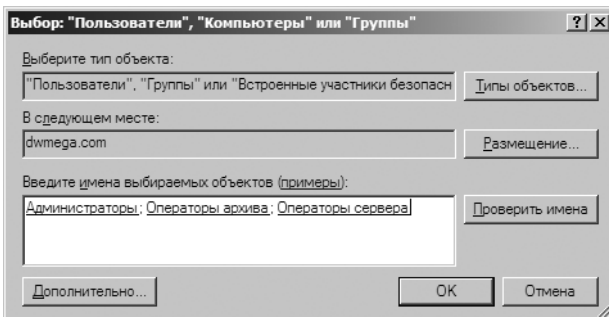 Выбор: "Пользователи", "Компьютеры" или "Группы"
Выберите тип объекта:
"Пользователи", "Группы" или "Встроенные участники безопасн
Типы объектов...
В следующем месте:
dwmega.com
Размещение...
Введите имена выбираемых объектов (примеры):
Администраторы; Операторы архива; Операторы сервера
Проверить имена
Дополнительно...
OK
Отмена